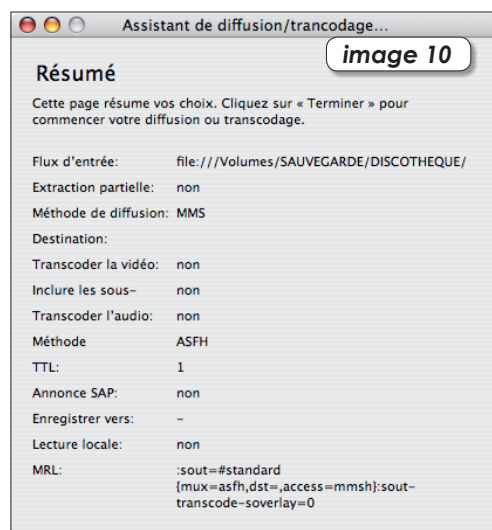 Assistant de diffusion/trancodage...
image 10
Résumé
Cette page résume vos choix. Cliquez sur « Terminer » pour
commencer votre diffusion ou transcodage.
Flux d'entrée: file:///Volumes/SAUVEGARDE/DISCOTHEQUE/
Extraction partielle: non
Méthode de diffusion: MMS
Destination:
Transcoder la vidéo: non
Inclure les sous- non
Transcoder l'audio: non
Méthode ASFH
TTL: 1
Annonce SAP: non
Enregistrer vers: -
Lecture locale: non
MRL: :sout=#standard
{mux=asfh,dst=,access=mmsh}:sout-
transcode-soverlay=0